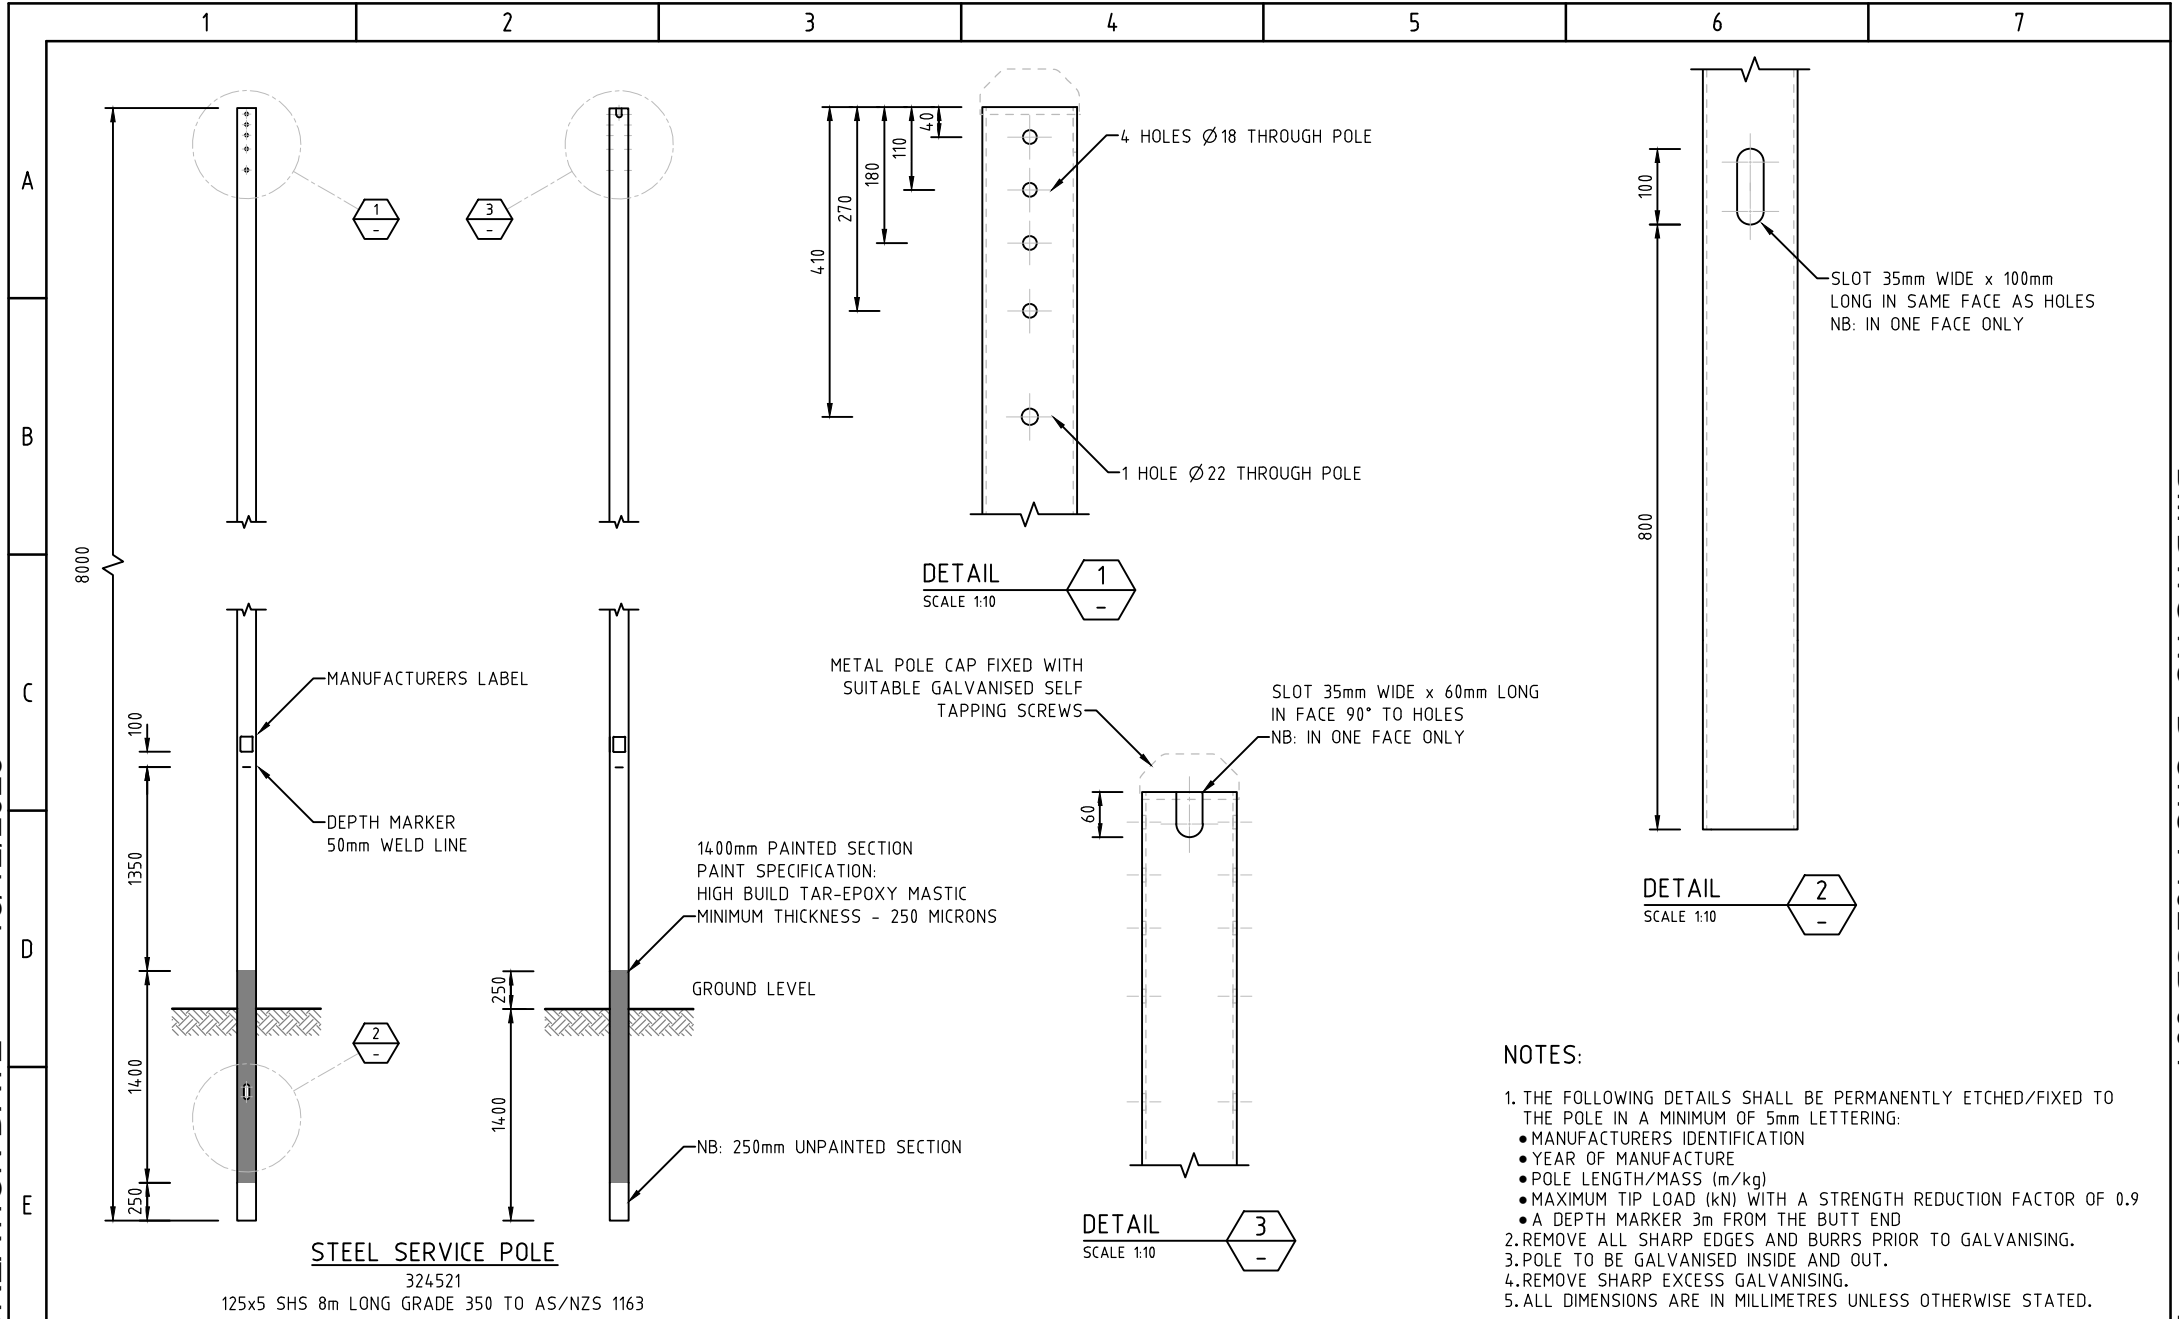 1 2 3 4 5 6 7
A
B
C
D
E
8000
1
-
3
-
100
1350
1400
250
MANUFACTURERS LABEL
DEPTH MARKER
50mm WELD LINE
2
-
250
1400
1400mm PAINTED SECTION
PAINT SPECIFICATION:
HIGH BUILD TAR-EPOXY MASTIC
MINIMUM THICKNESS - 250 MICRONS
GROUND LEVEL
NB: 250mm UNPAINTED SECTION
STEEL SERVICE POLE
324521
125x5 SHS 8m LONG GRADE 350 TO AS/NZS 1163
410
270
180
110
40
4 HOLES Ø18 THROUGH POLE
1 HOLE Ø22 THROUGH POLE
DETAIL
SCALE 1:10
1
-
METAL POLE CAP FIXED WITH
SUITABLE GALVANISED SELF
TAPPING SCREWS
SLOT 35mm WIDE x 60mm LONG
IN FACE 90° TO HOLES
NB: IN ONE FACE ONLY
60
DETAIL
SCALE 1:10
3
-
100
800
SLOT 35mm WIDE x 100mm
LONG IN SAME FACE AS HOLES
NB: IN ONE FACE ONLY
DETAIL
SCALE 1:10
2
-
NOTES:
1. THE FOLLOWING DETAILS SHALL BE PERMANENTLY ETCHED/FIXED TO
THE POLE IN A MINIMUM OF 5mm LETTERING:
• MANUFACTURERS IDENTIFICATION
• YEAR OF MANUFACTURE
• POLE LENGTH/MASS (m/kg)
• MAXIMUM TIP LOAD (kN) WITH A STRENGTH REDUCTION FACTOR OF 0.9
• A DEPTH MARKER 3m FROM THE BUTT END
2. REMOVE ALL SHARP EDGES AND BURRS PRIOR TO GALVANISING.
3. POLE TO BE GALVANISED INSIDE AND OUT.
4. REMOVE SHARP EXCESS GALVANISING.
5. ALL DIMENSIONS ARE IN MILLIMETRES UNLESS OTHERWISE STATED.